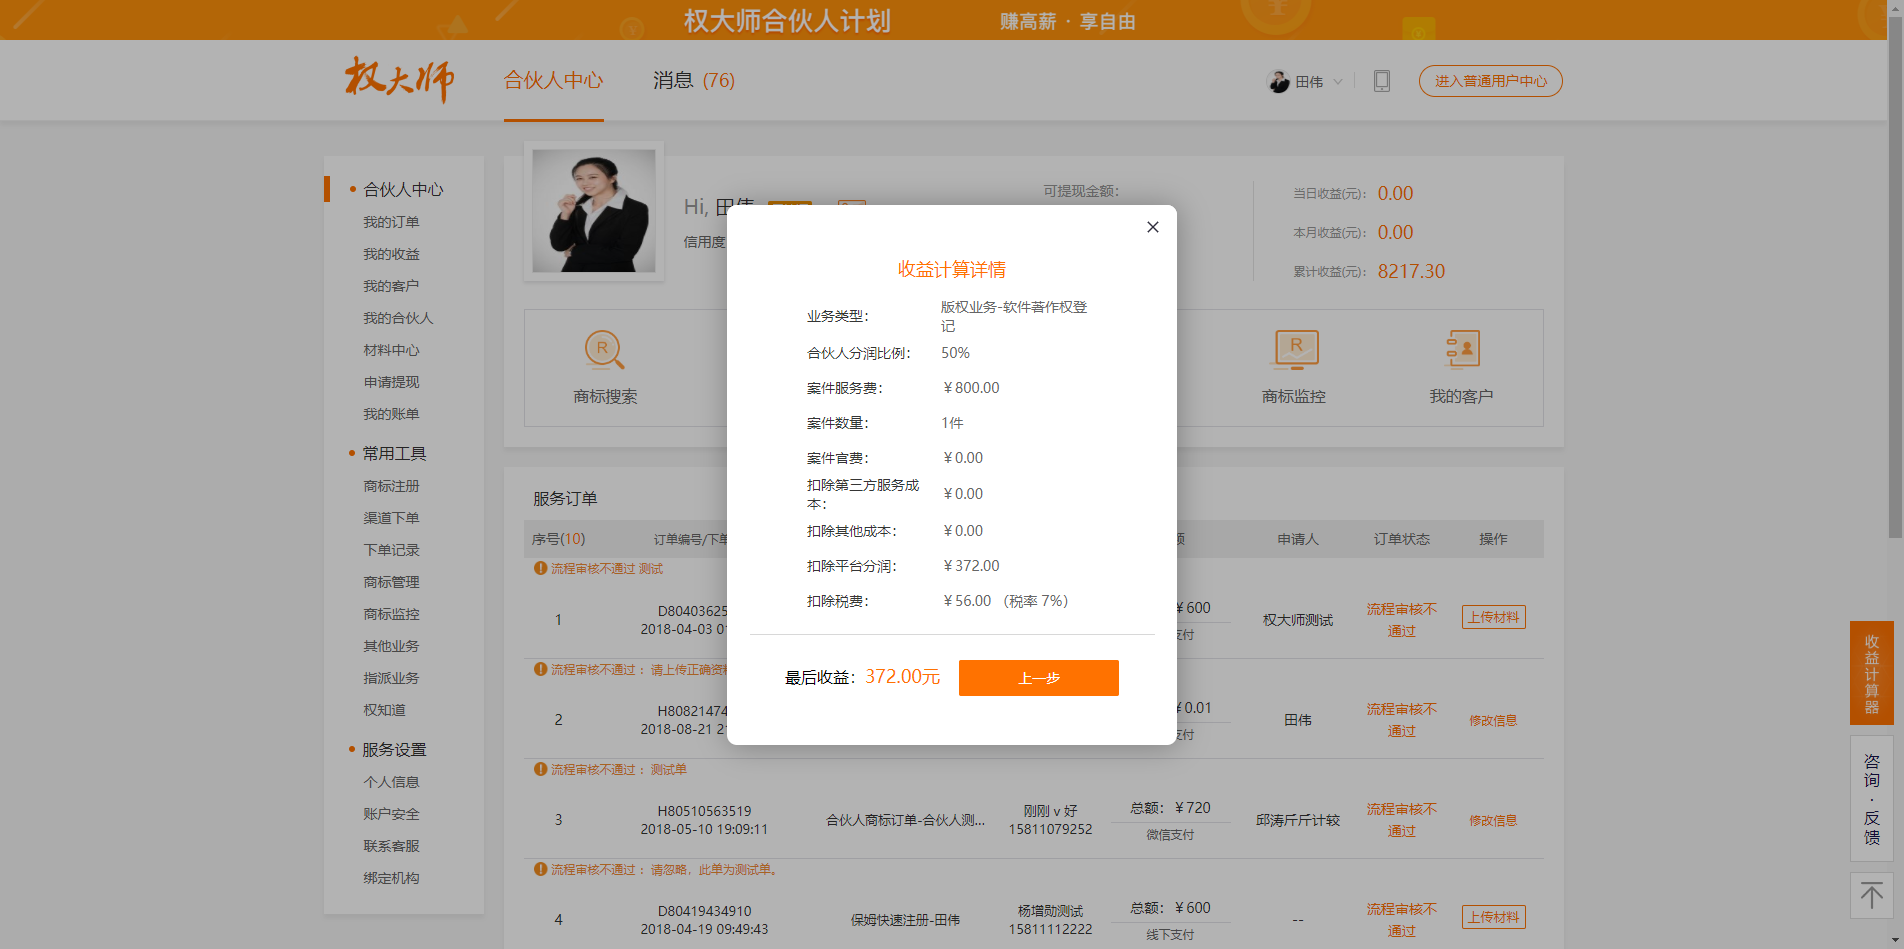 权大师合伙人计划 赚高薪 · 享自由
权大师 合伙人中心 消息 (76) 田伟 进入普通用户中心
合伙人中心
我的订单
我的收益
我的客户
我的合伙人
材料中心
申请提现
我的账单
常用工具
商标注册
渠道下单
下单记录
商标管理
商标监控
其他业务
指派业务
权知道
服务设置
个人信息
账户安全
联系客服
绑定机构
Hi, 田伟
信用度
可提现金额：
当日收益(元)： 0.00
本月收益(元)： 0.00
累计收益(元)： 8217.30
商标搜索
商标监控
我的客户
收益计算详情
业务类型： 版权业务-软件著作权登
记
合伙人分润比例： 50%
案件服务费： ￥800.00
案件数量： 1件
案件官费： ￥0.00
扣除第三方服务成
本： ￥0.00
扣除其他成本： ￥0.00
扣除平台分润： ￥372.00
扣除税费： ￥56.00 （税率 7%）
最后收益： 372.00元 上一步
服务订单
序号(10) 订单编号/下单 申请人 订单状态 操作
流程审核不通过 测试
1 D80403625
2018-04-03 01
￥600
支付
权大师测试
流程审核不
通过
上传材料
流程审核不通过： 请上传正确资
2 H80821474
2018-08-21 2
￥0.01
支付
田伟
流程审核不
通过
修改信息
流程审核不通过： 测试单
3 H80510563519
2018-05-10 19:09:11
合伙人商标订单-合伙人测...
刚刚 v 好
15811079252
总额：￥720
微信支付
邱涛斤斤计较
流程审核不
通过
修改信息
流程审核不通过： 请忽略，此单为测试单。
4 D80419434910
2018-04-19 09:49:43
保姆快速注册-田伟
杨增勋测试
15811112222
总额：￥600
线下支付
--
流程审核不
通过
上传材料
收益计算器
咨询·反馈